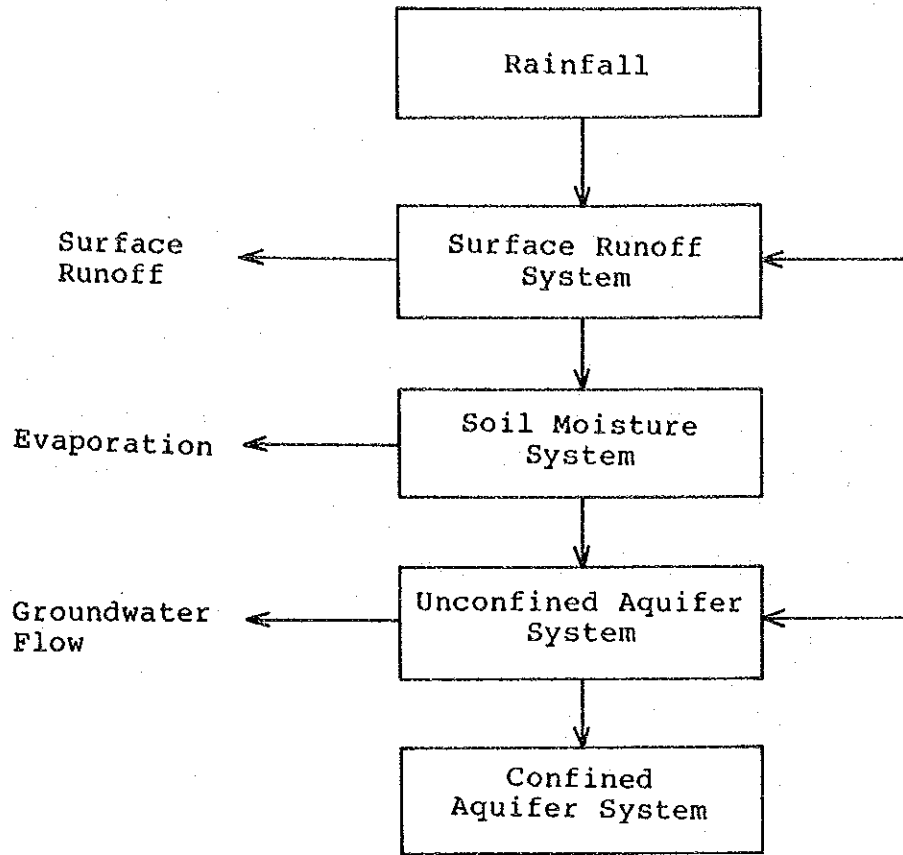 Rainfall
Surface
Runoff
Surface Runoff
System
Evaporation
Soil Moisture
System
Groundwater
Flow
Unconfined Aquifer
System
Confined
Aquifer System